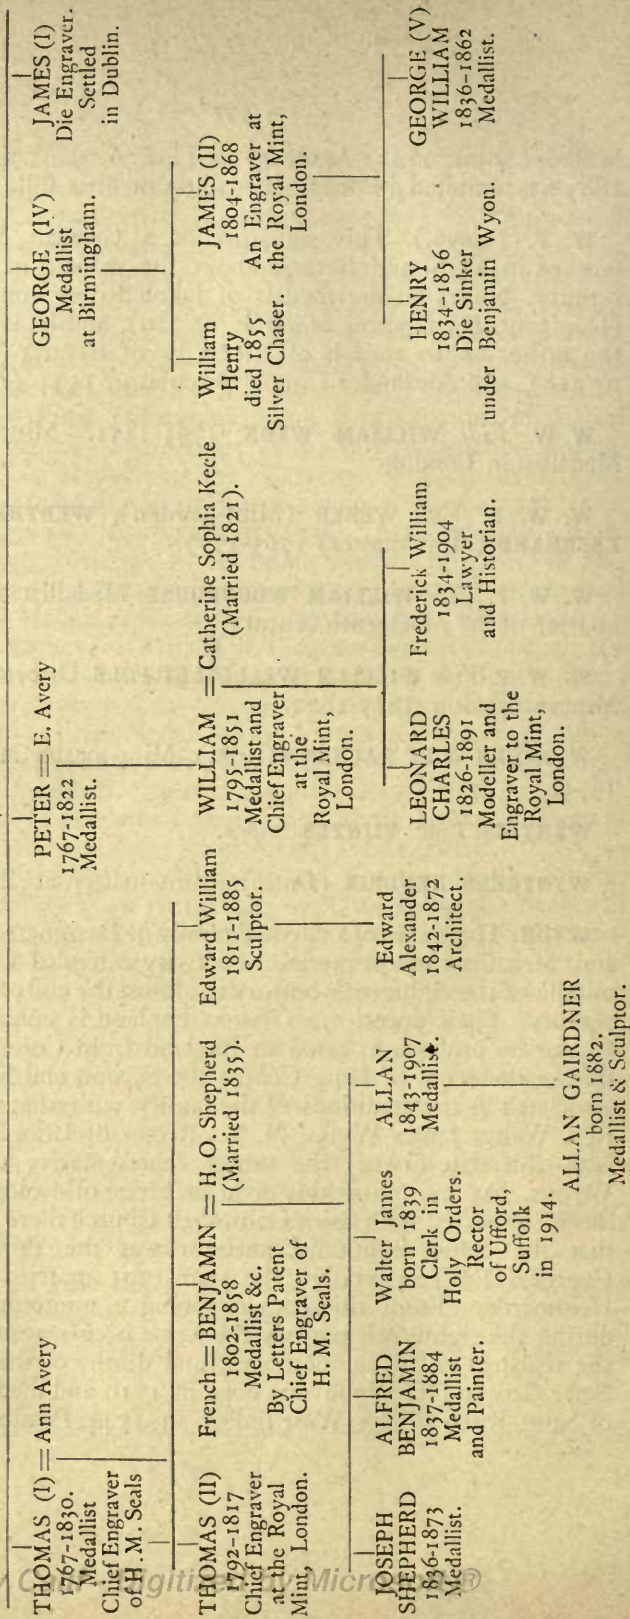 THOMAS (I) = Ann Avery
1767-1830.
Medallist
Chief Engraver
of H. M. Seals
PETER = E. Avery
1767-1822
Medallist.
GEORGE (IV)
Medallist
at Birmingham.
JAMES (I)
Die Engraver.
Settled
in Dublin.
THOMAS (II)
1792-1817
Chief Engraver
at the Royal
Mint, London.
French = BENJAMIN = H. O. Shepherd
1802-1858
(Married 1835).
Medallist &c.
By Letters Patent
Chief Engraver of
H. M. Seals.
Edward William
1811-1885
Sculptor.
WILLIAM = Catherine Sophia Keele
1795-1851
(Married 1821).
Medallist and
Chief Engraver
at the
Royal Mint,
London.
William
Henry
died 1855
Silver Chaser.
JAMES (II)
1804-1868
An Engraver at
the Royal Mint,
London.
JOSEPH
SHEPHERD
1836-1873
Medallist.
ALFRED
BENJAMIN
1837-1884
Medallist
and Painter.
Walter James
born 1839
Clerk in
Holy Orders.
Rector
of Ufford,
Suffolk
in 1914.
ALLAN
1843-1907
Medallist.
Edward
Alexander
1842-1872
Architect.
LEONARD
CHARLES
1826-1891
Modeller and
Engraver to the
Royal Mint,
London.
Frederick William
1834-1904
Lawyer
and Historian.
HENRY
1834-1856
Die Sinker
under Benjamin Wyon.
GEORGE (V)
WILLIAM
1836-1862
Medallist.
ALLAN GAIRDNER
born 1882.
Medallist & Sculptor.
Digitized by Microsoft ®